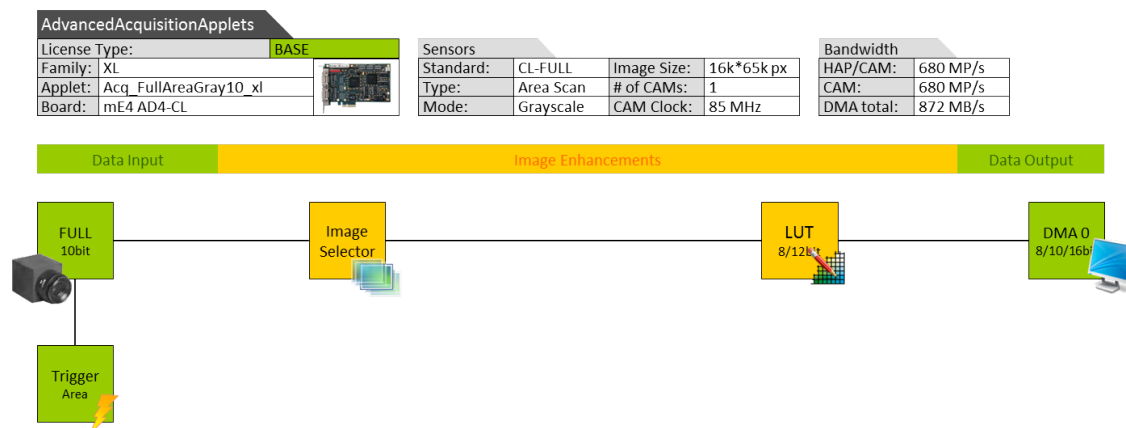 AdvancedAcquisitionApplets
License Type: BASE
Family: XL
Applet: Acq_FullAreaGray10_xl
Board: mE4 AD4-CL
Sensors
Standard: CL-FULL Image Size: 16k*65k px
Type: Area Scan # of CAMs: 1
Mode: Grayscale CAM Clock: 85 MHz
Bandwidth
HAP/CAM: 680 MP/s
CAM: 680 MP/s
DMA total: 872 MB/s
Data Input Image Enhancements Data Output
FULL
10bit
Image
Selector
LUT
8/12bit
DMA 0
8/10/16bit
Trigger
Area